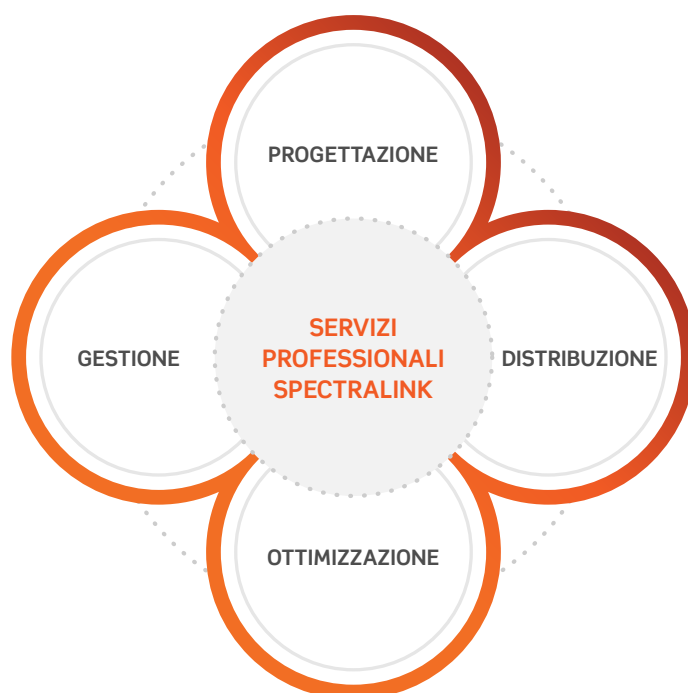 PROGETTAZIONE
GESTIONE
SERVIZI
PROFESSIONALI
SPECTRALINK
DISTRIBUZIONE
OTTIMIZZAZIONE